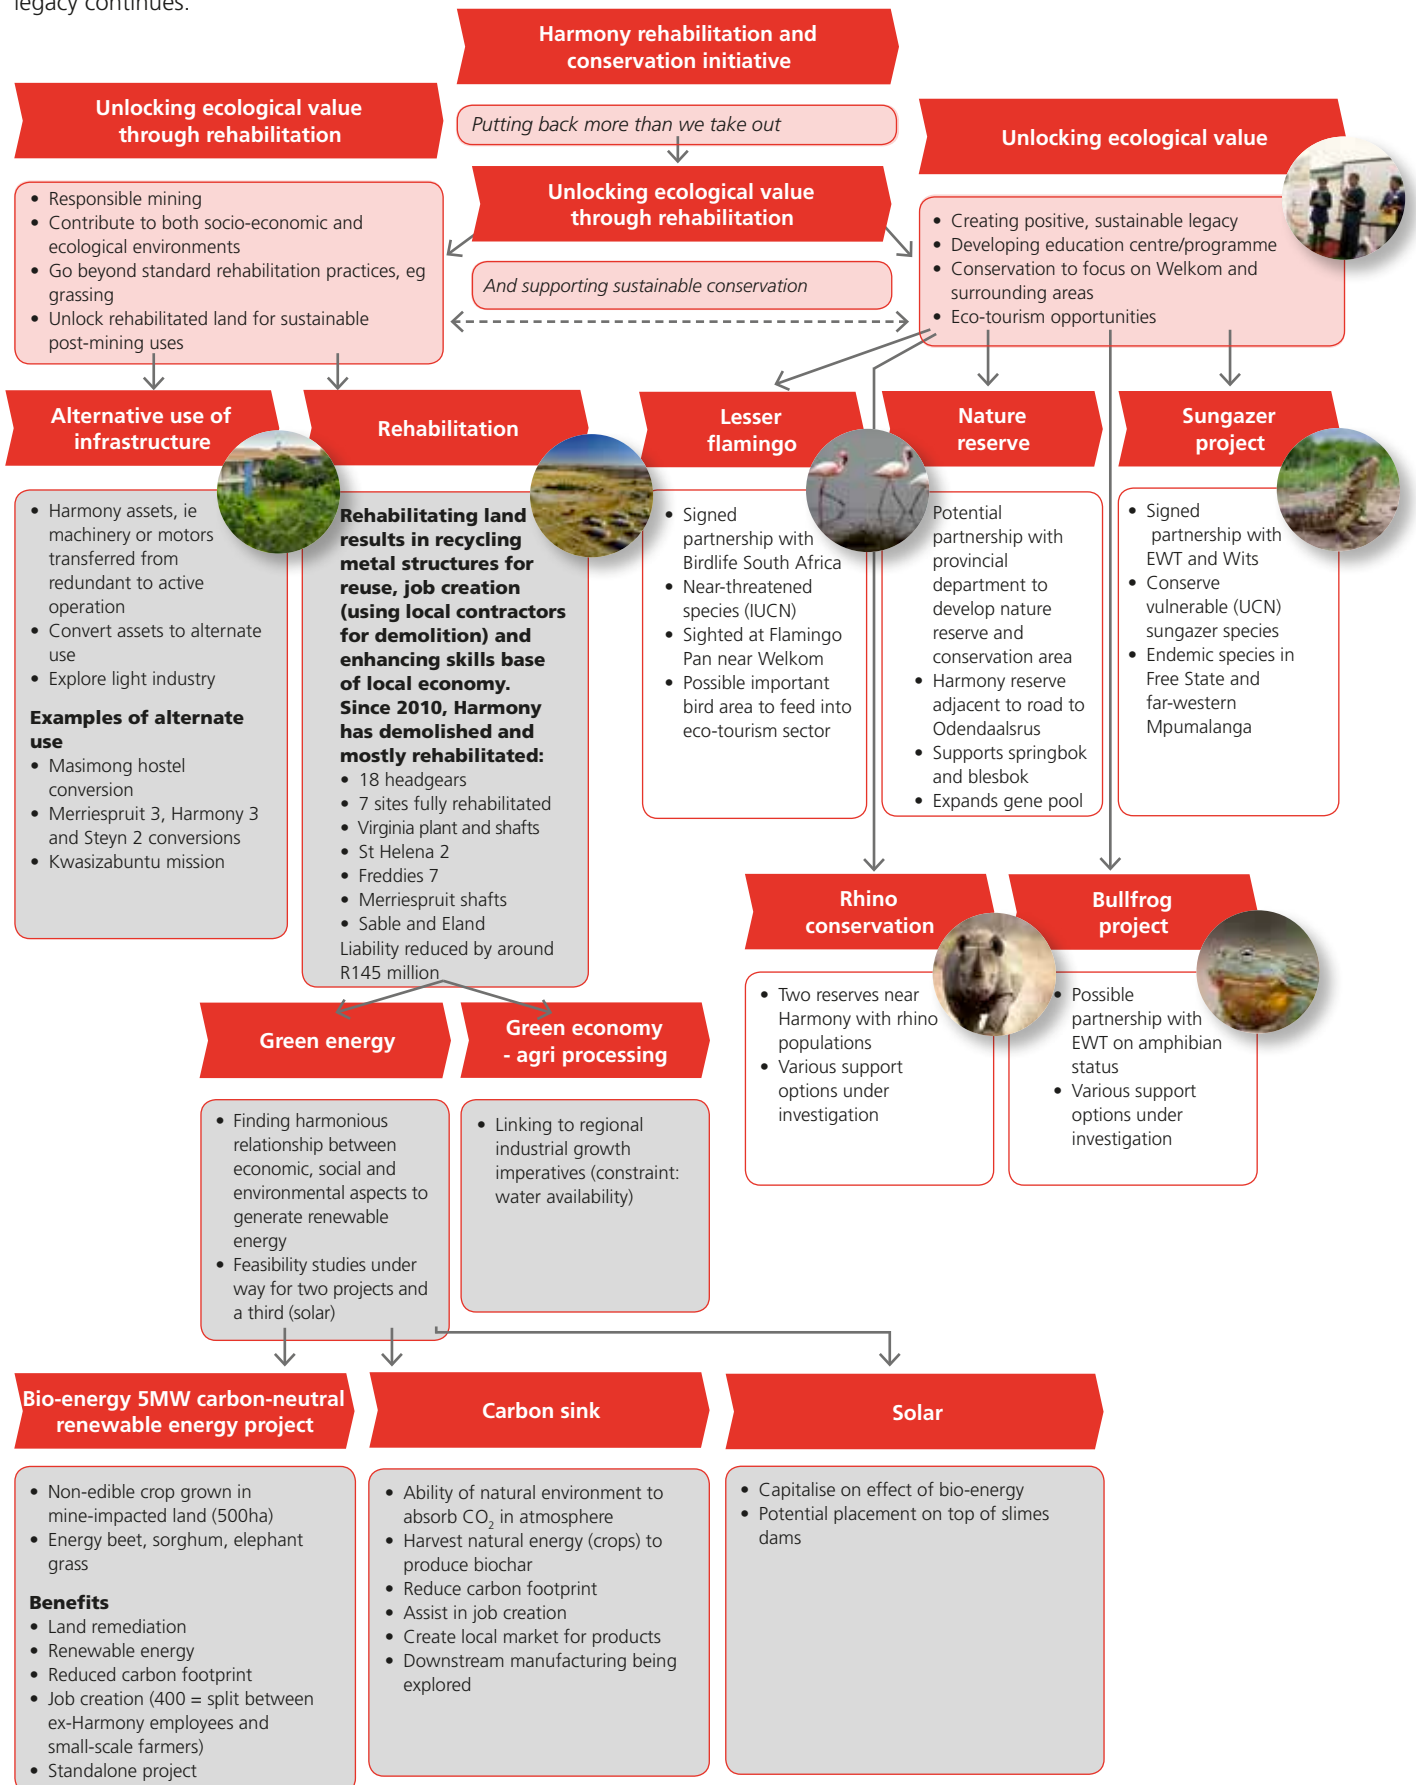 legacy continues.
Harmony rehabilitation and
conservation initiative
Unlocking ecological value
through rehabilitation
Putting back more than we take out
Unlocking ecological value
Unlocking ecological value
through rehabilitation
• Responsible mining
• Contribute to both socio-economic and
ecological environments
• Go beyond standard rehabilitation practices, eg
grassing
• Unlock rehabilitated land for sustainable
post-mining uses
And supporting sustainable conservation
• Creating positive, sustainable legacy
• Developing education centre/programme
• Conservation to focus on Welkom and
surrounding areas
• Eco-tourism opportunities
Alternative use of
infrastructure
• Harmony assets, ie
machinery or motors
transferred from
redundant to active
operation
• Convert assets to alternate
use
• Explore light industry
Examples of alternate
use
• Masimong hostel
conversion
• Merriespruit 3, Harmony 3
and Steyn 2 conversions
• Kwasizabuntu mission
Rehabilitation
Rehabilitating land
results in recycling
metal structures for
reuse, job creation
(using local contractors
for demolition) and
enhancing skills base
of local economy.
Since 2010, Harmony
has demolished and
mostly rehabilitated:
• 18 headgears
• 7 sites fully rehabilitated
• Virginia plant and shafts
• St Helena 2
• Freddies 7
• Merriespruit shafts
• Sable and Eland
Liability reduced by around
R145 million
Lesser
flamingo
• Signed
partnership with
Birdlife South Africa
• Near-threatened
species (IUCN)
• Sighted at Flamingo
Pan near Welkom
• Possible important
bird area to feed into
eco-tourism sector
Nature
reserve
Potential
partnership with
provincial
department to
develop nature
reserve and
conservation area
• Harmony reserve
adjacent to road to
Odendaalsrus
• Supports springbok
and blesbok
• Expands gene pool
Sungazer
project
• Signed
partnership with
EWT and Wits
• Conserve
vulnerable (UCN)
sungazer species
• Endemic species in
Free State and
far-western
Mpumalanga
Rhino
conservation
• Two reserves near
Harmony with rhino
populations
• Various support
options under
investigation
Bullfrog
project
• Possible
partnership with
EWT on amphibian
status
• Various support
options under
investigation
Green energy
• Finding harmonious
relationship between
economic, social and
environmental aspects to
generate renewable
energy
• Feasibility studies under
way for two projects and
a third (solar)
Green economy
- agri processing
• Linking to regional
industrial growth
imperatives (constraint:
water availability)
Bio-energy 5MW carbon-neutral
renewable energy project
• Non-edible crop grown in
mine-impacted land (500ha)
• Energy beet, sorghum, elephant
grass
Benefits
• Land remediation
• Renewable energy
• Reduced carbon footprint
• Job creation (400 = split between
ex-Harmony employees and
small-scale farmers)
• Standalone project
Carbon sink
• Ability of natural environment to
absorb CO₂ in atmosphere
• Harvest natural energy (crops) to
produce biochar
• Reduce carbon footprint
• Assist in job creation
• Create local market for products
• Downstream manufacturing being
explored
Solar
• Capitalise on effect of bio-energy
• Potential placement on top of slimes
dams